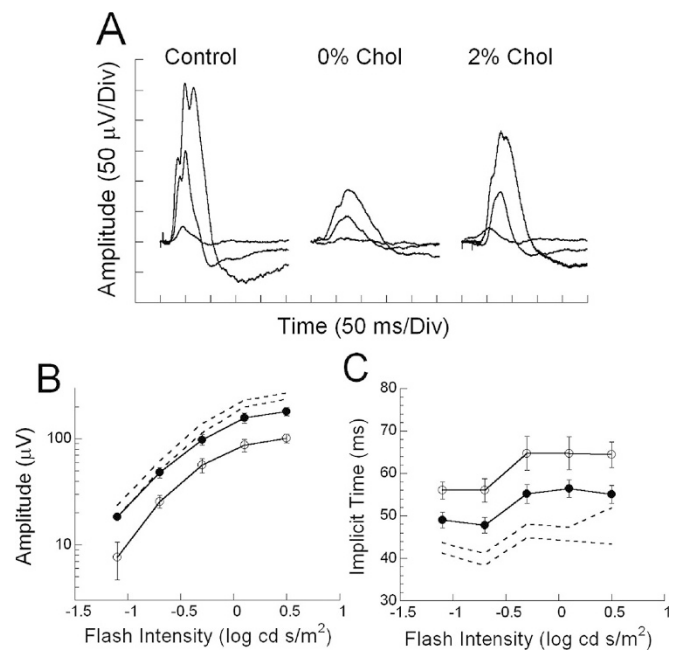 A
Control 0% Chol 2% Chol
Amplitude (50 μV/Div)
Time (50 ms/Div)
B
Amplitude (μV)
100
10
-1.5 -1 -0.5 0 0.5 1
Flash Intensity (log cd s/m²)
C
Implicit Time (ms)
80
70
60
50
40
30
-1.5 -1 -0.5 0 0.5 1
Flash Intensity (log cd s/m²)